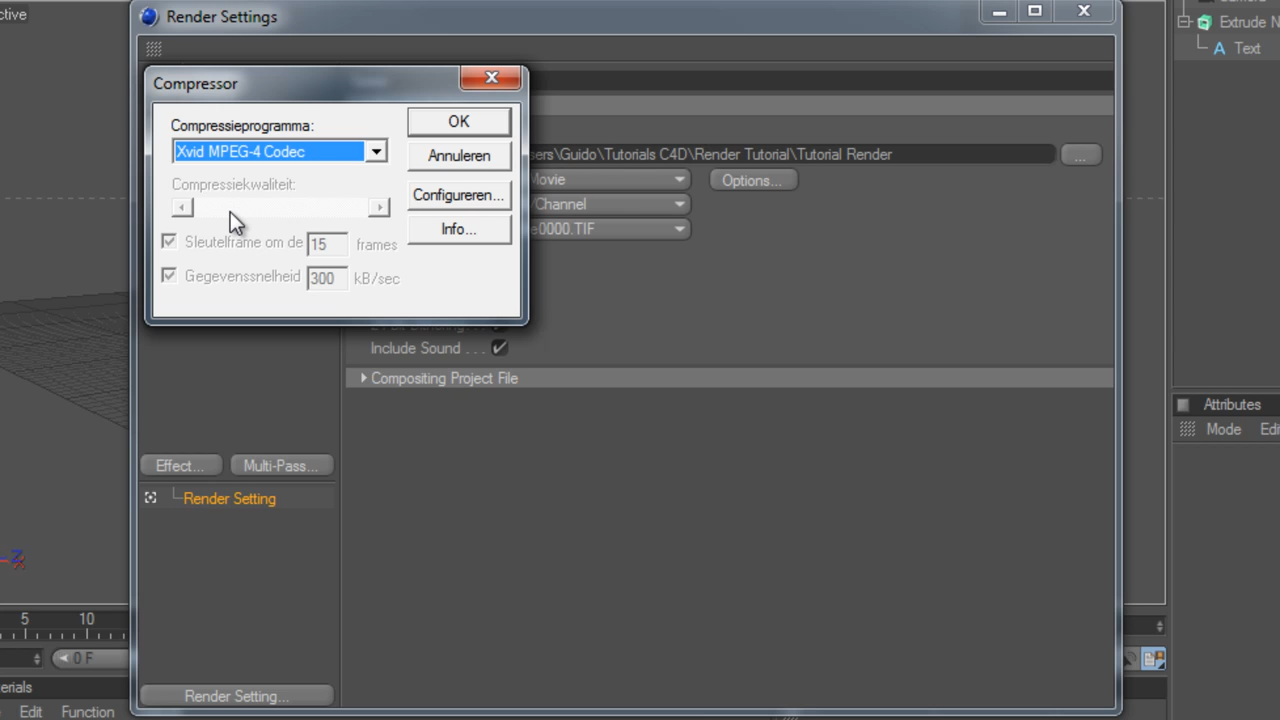 ctive
Render Settings
Extrude N
Text
Compressor
Compressieprogramma:
OK
Xvid MPEG-4 Codec
Annuleren
sers\Guido\Tutorials C4D\Render Tutorial\Tutorial Render
...
Compressiekwaliteit:
Movie
Options...
Configureren...
/Channel
Info...
e0000.TIF
Sleutelframe om de 15 frames
Gegevenssnelheid 300 kB/sec
Include Sound . . .
Compositing Project File
Attributes
Mode Edi
Effect...
Multi-Pass...
Render Setting
5 10
0 F
Render Setting...
erials
Edit Function